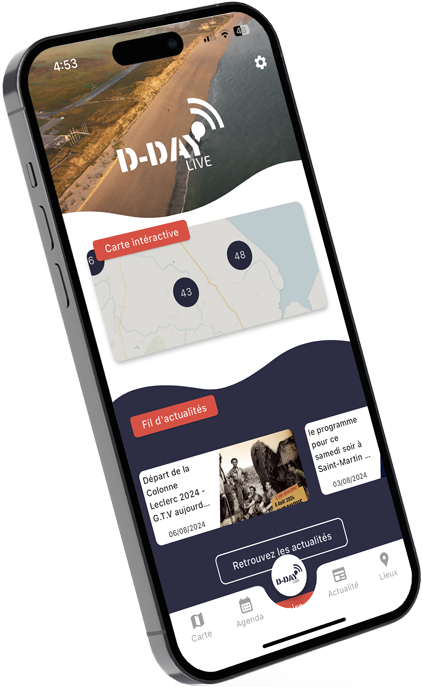 4:53
D-DAY
LIVE
Carte intéractive
6
48
43
Fil d'actualités
Départ de la
Colonne
Leclerc 2024 -
G.T.V aujourd...
06/08/2024
le programme
pour ce
samedi soir à
Saint-Martin ...
03/08/2024
Retrouvez les actualités
D-DAY
Carte
Agenda
Actualité
Lieux